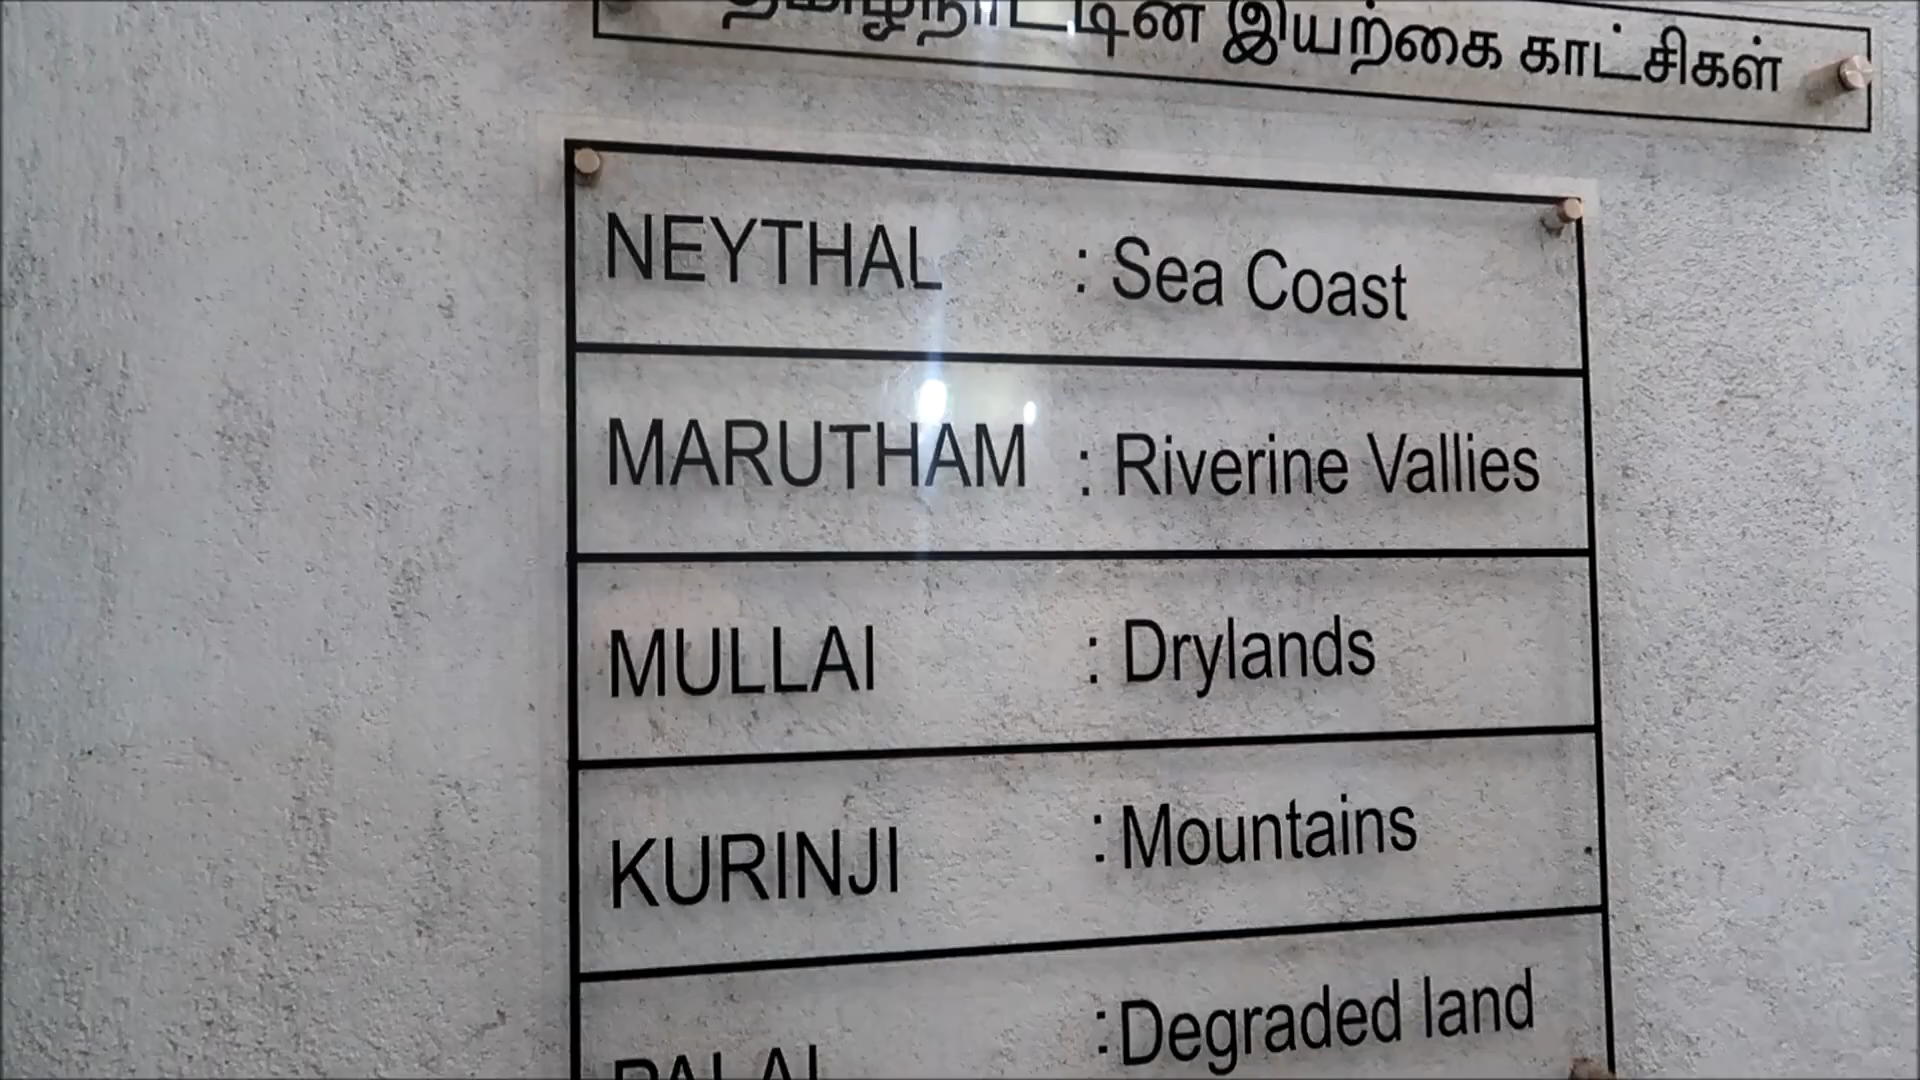 தமிழ்நாட்டின் இயற்கை காட்சிகள்
NEYTHAL : Sea Coast
MARUTHAM : Riverine Vallies
MULLAI : Drylands
KURINJI : Mountains
PALAI : Degraded land